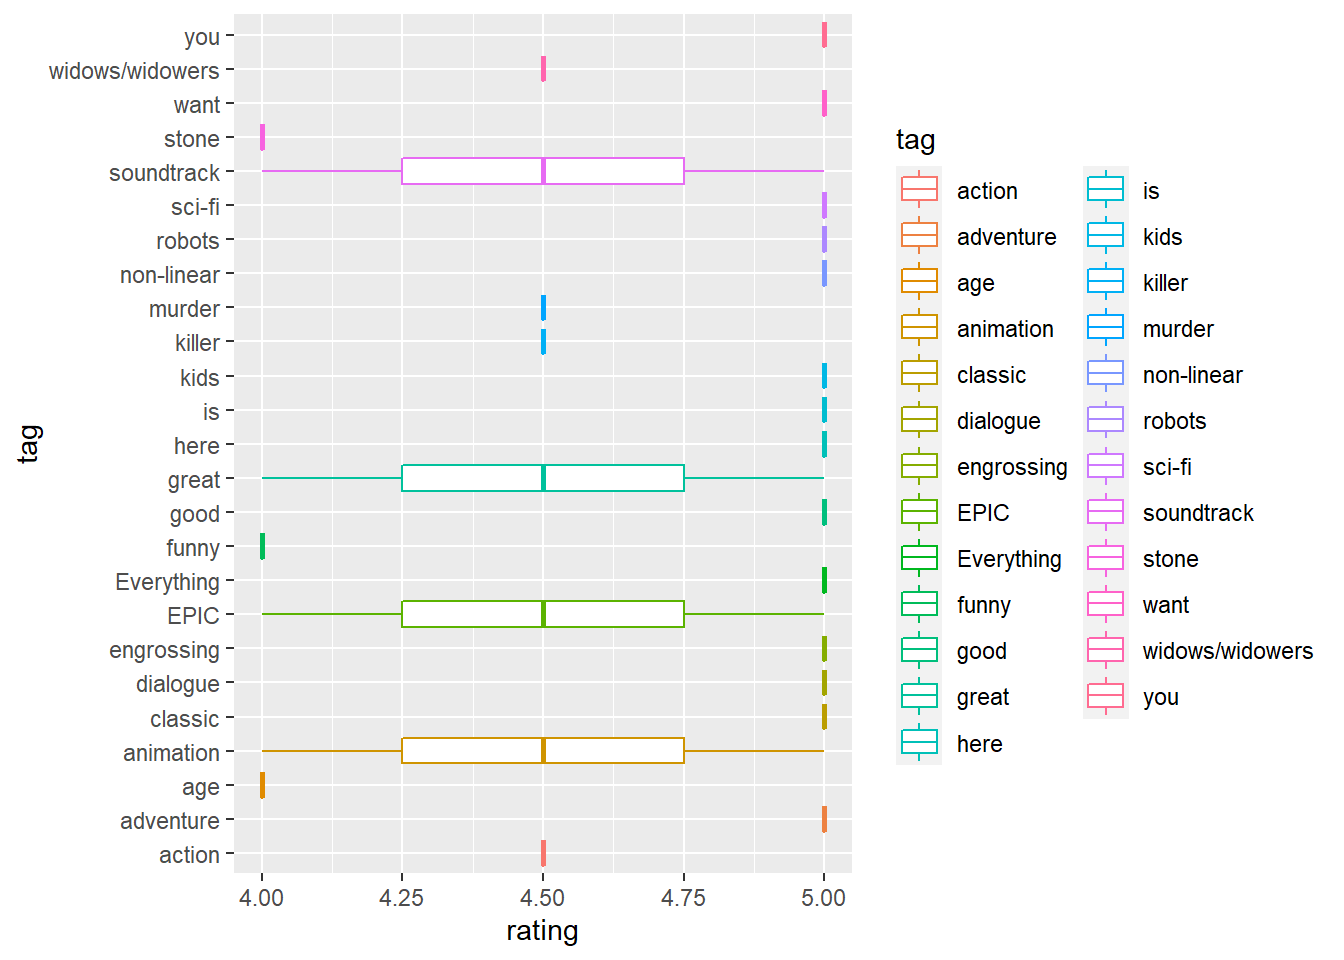 you
widows/widowers
want
stone
soundtrack
sci-fi
robots
non-linear
murder
killer
kids
is
here
great
good
funny
Everything
EPIC
engrossing
dialogue
classic
animation
age
adventure
action
tag
4.00 4.25 4.50 4.75 5.00
rating
tag
action
adventure
age
animation
classic
dialogue
engrossing
EPIC
Everything
funny
good
great
here
is
kids
killer
murder
non-linear
robots
sci-fi
soundtrack
stone
want
widows/widowers
you